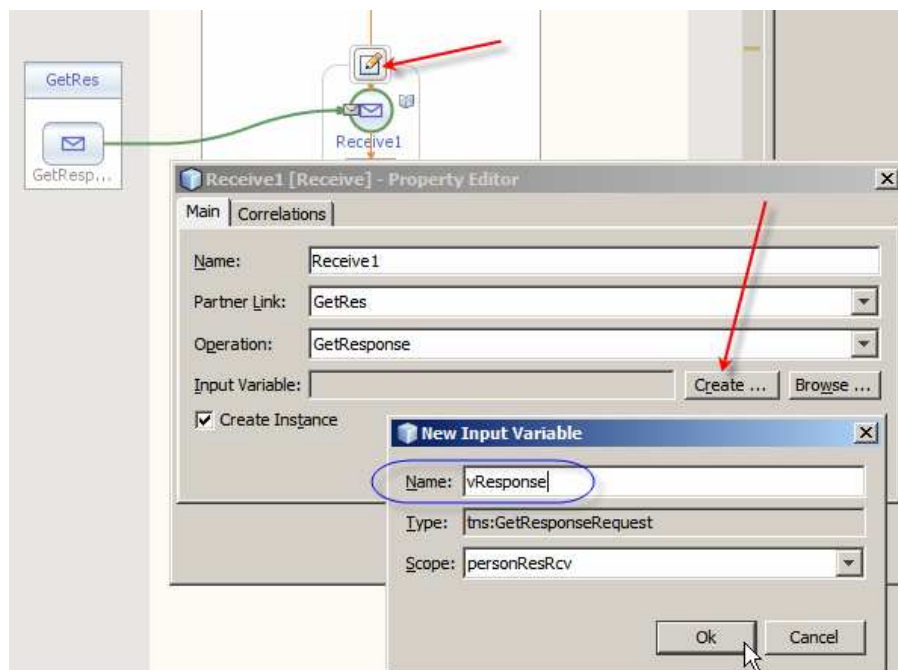 GetRes
GetResp...
Receive1
Receive1 [Receive] - Property Editor
Main Correlations
Name: Receive1
Partner Link: GetRes
Operation: GetResponse
Input Variable: Create ... Browse ...
Create Instance
New Input Variable
Name: vResponse
Type: tns:GetResponseRequest
Scope: personResRcv
Ok Cancel